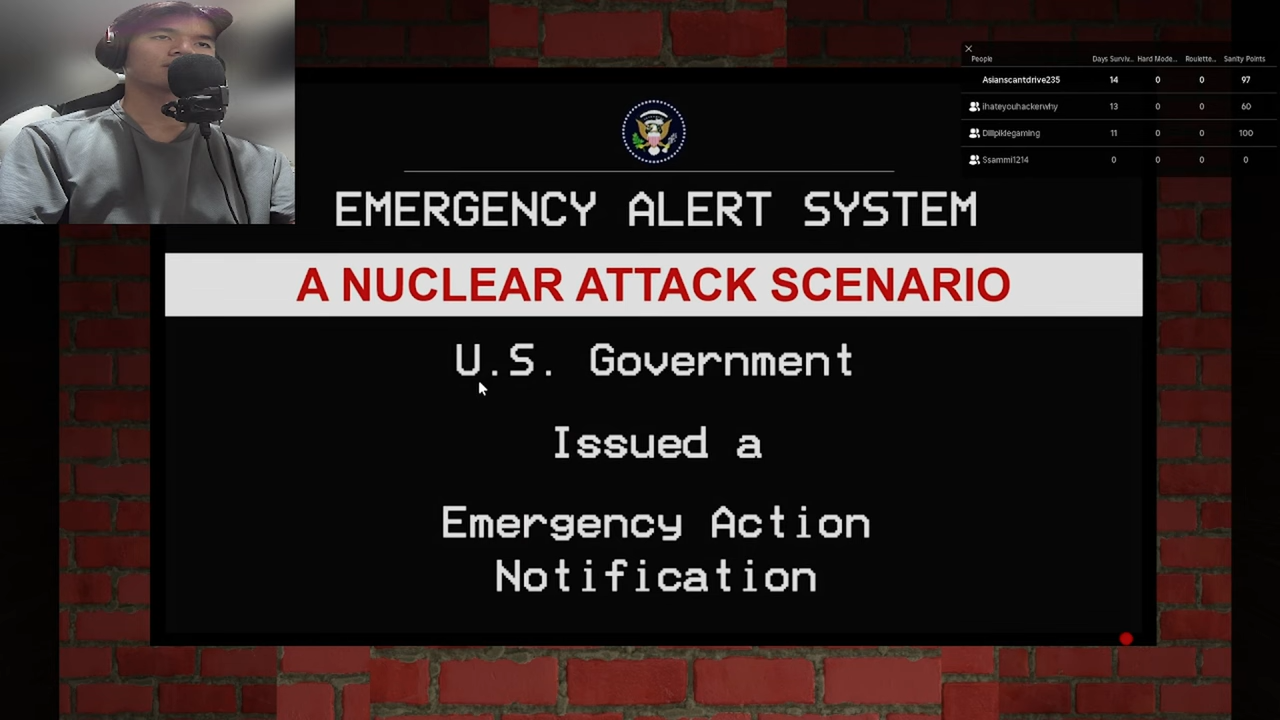 People Days Surviv.. Hard Mode.. Roulette.. Sanity Points
Asianscantdrive235 14 0 0 97
ihateyouhackerwhy 13 0 0 60
Dillpiklegaming 11 0 0 100
Ssammi1214 0 0 0 0
EMERGENCY ALERT SYSTEM
A NUCLEAR ATTACK SCENARIO
U.S. Government
Issued a
Emergency Action
Notification